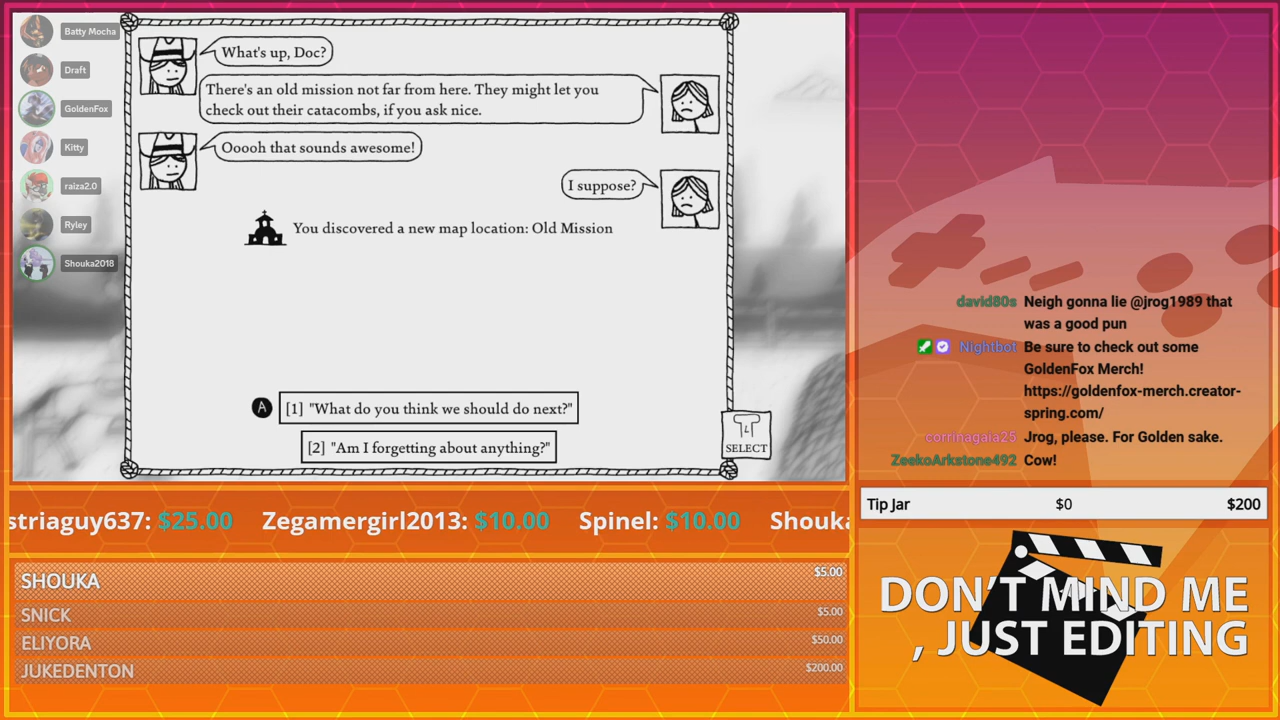 Batty Mocha
Draft
GoldenFox
Kitty
raiza2.0
Ryley
Shouka2018
What's up, Doc?
There's an old mission not far from here. They might let you
check out their catacombs, if you ask nice.
Ooooh that sounds awesome!
I suppose?
You discovered a new map location: Old Mission
A
[1] "What do you think we should do next?"
[2] "Am I forgetting about anything?"
SELECT
david80s Neigh gonna lie @jrog1989 that
was a good pun
Nightbot Be sure to check out some
GoldenFox Merch!
https://goldenfox-merch.creator-
spring.com/
corrinagaia25 Jrog, please. For Golden sake.
ZeekoArkstone492 Cow!
Tip Jar $0 $200
striaguy637: $25.00 Zegamergirl2013: $10.00 Spinel: $10.00 Shouka
SHOUKA $5.00
SNICK $5.00
ELIYORA $50.00
JUKEDENTON $200.00
DON'T MIND ME
, JUST EDITING